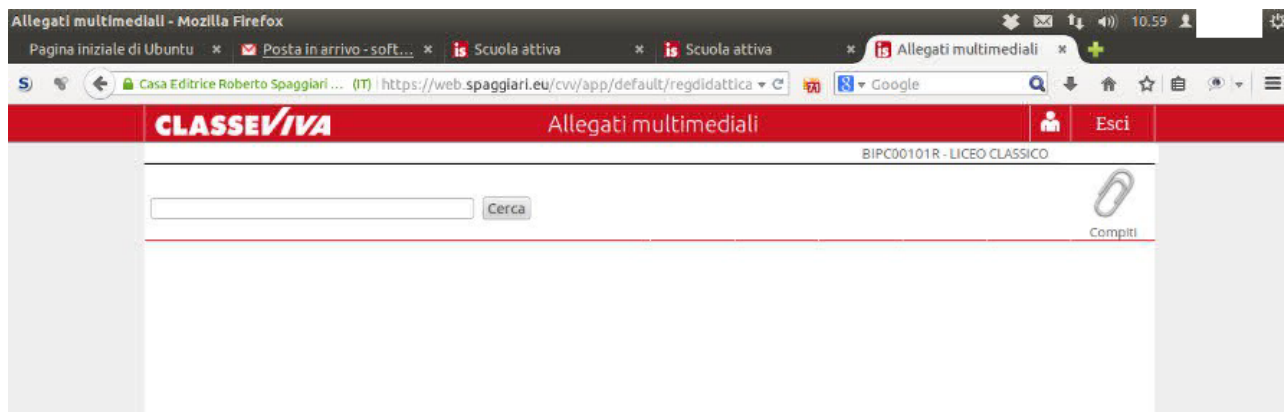 Allegati multimediali - Mozilla Firefox 10.59
Pagina iniziale di Ubuntu Posta in arrivo - soft... Scuola attiva Scuola attiva Allegati multimediali
Casa Editrice Roberto Spaggiari ... (IT) https://web.spaggiari.eu/cvv/app/default/regdidattica Google
CLASSEVIVA Allegati multimediali Esci
BIPC00101R - LICEO CLASSICO
Cerca
Compiti